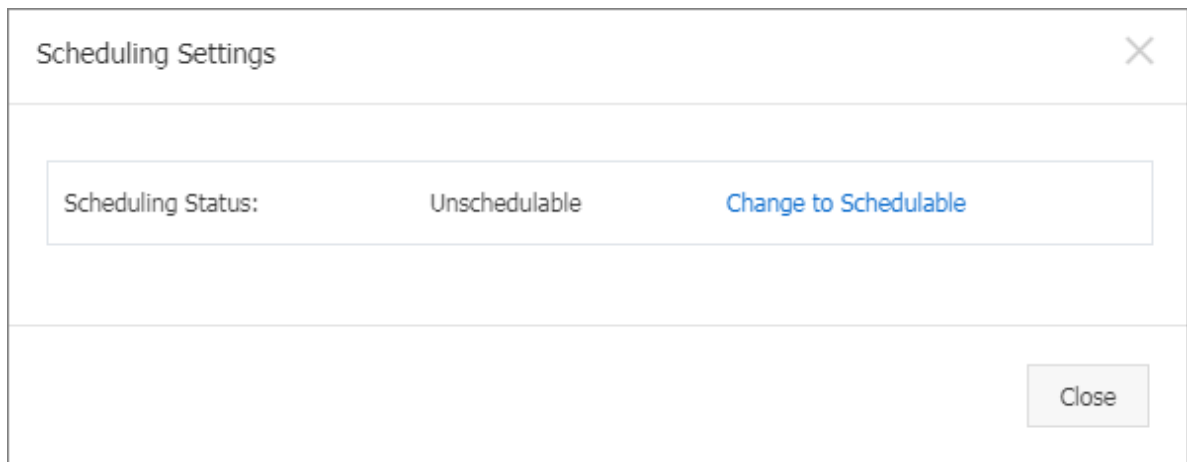 Scheduling Settings
Scheduling Status: Unschedulable Change to Schedulable
Close